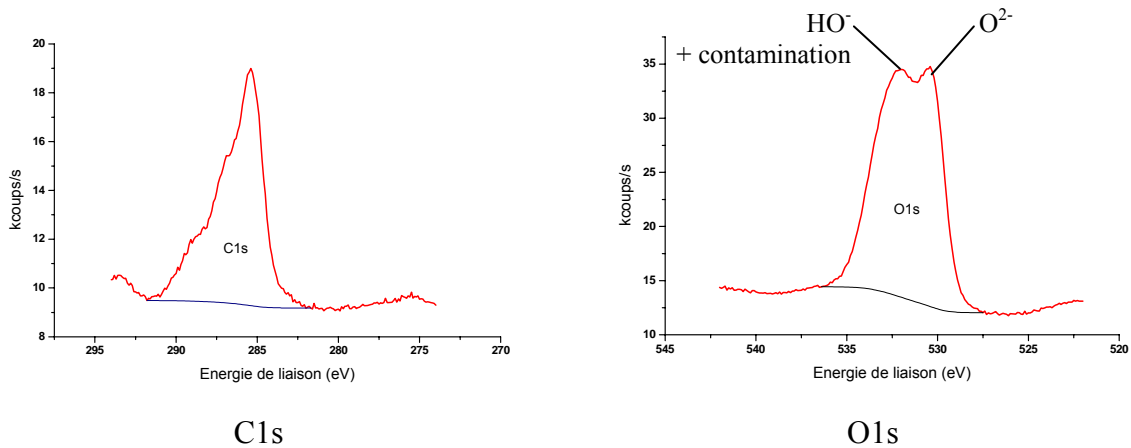 20
18
16
14
12
10
8
kcoups/s
C1s
295 290 285 280 275 270
Energie de liaison (eV)
C1s
HO⁻
+ contamination
O²⁻
35
30
25
20
15
10
kcoups/s
O1s
545 540 535 530 525 520
Energie de liaison (eV)
O1s